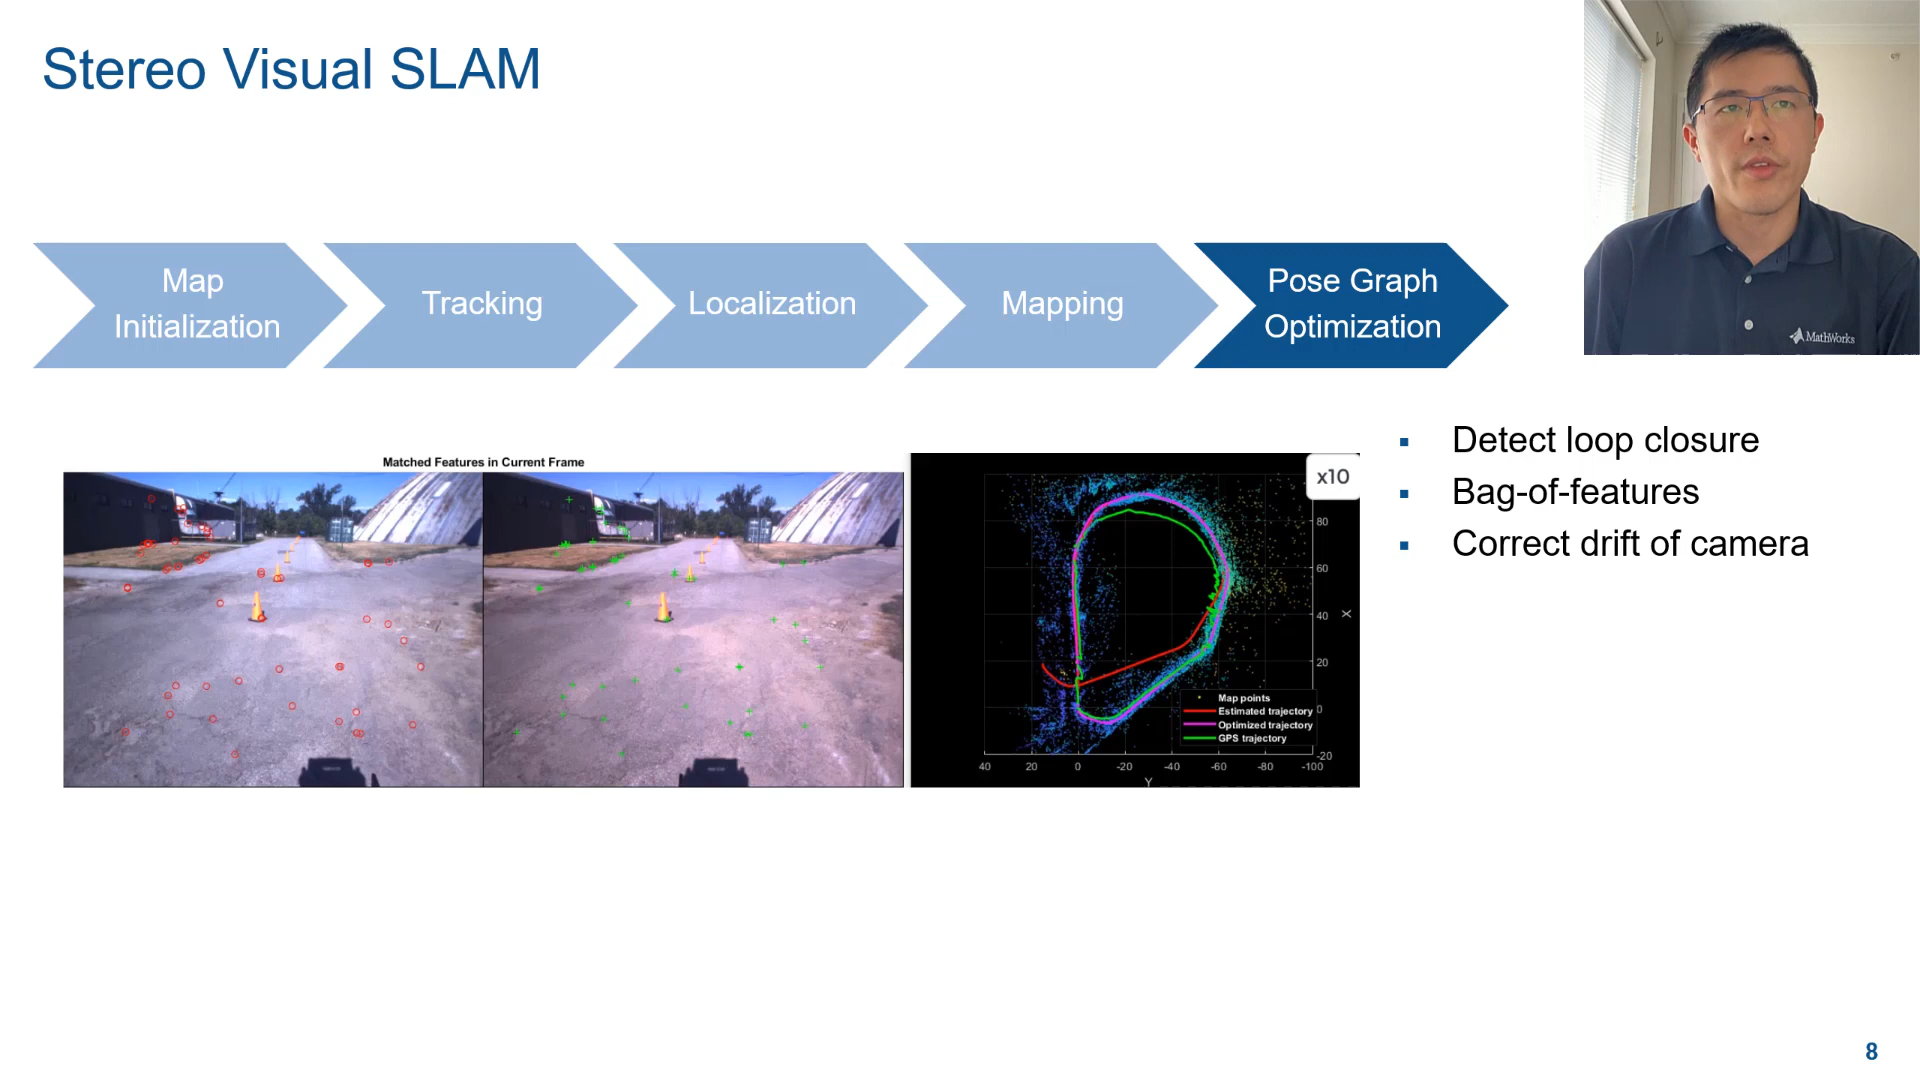 Stereo Visual SLAM
MathWorks
Map
Initialization
Tracking
Localization
Mapping
Pose Graph
Optimization
Matched Features in Current Frame
x10
80
60
40
20
0
-20
X
40
20
0
-20
-40
-60
-80
-100
Y
Map points
Estimated trajectory
Optimized trajectory
GPS trajectory
▪ Detect loop closure
▪ Bag-of-features
▪ Correct drift of camera
8